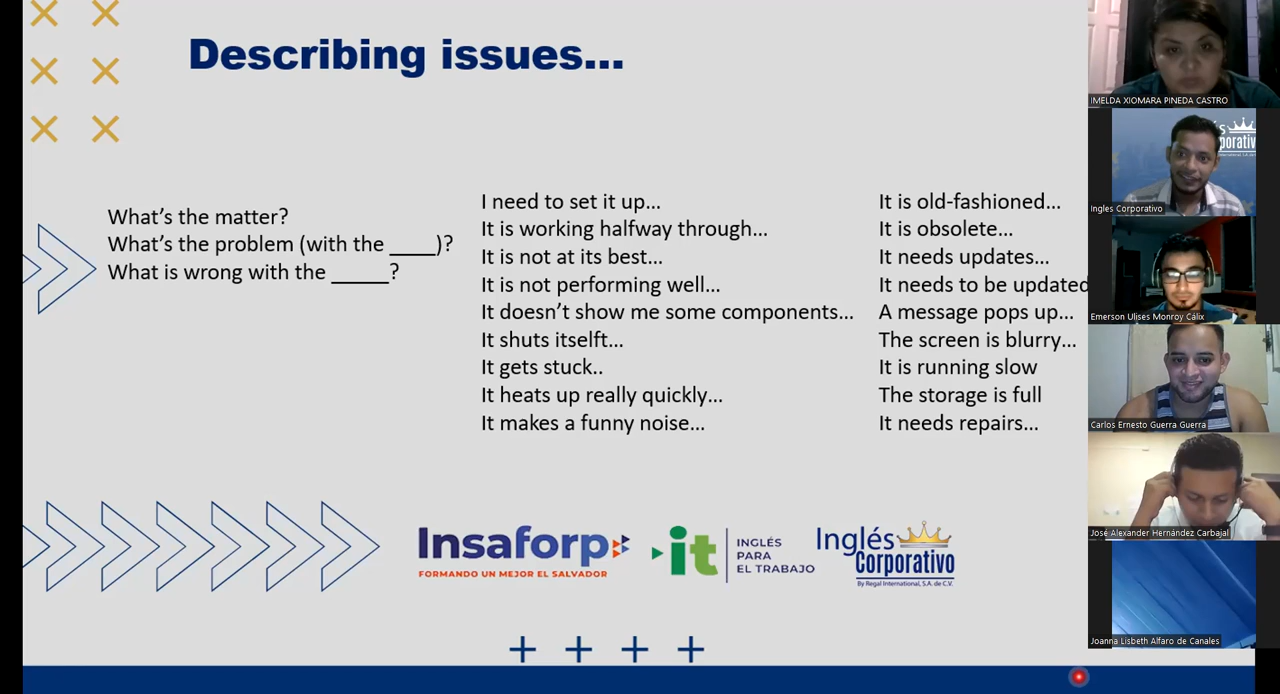 Describing issues...
What's the matter?
What's the problem (with the ____)?
What is wrong with the _____?
I need to set it up...
It is working halfway through...
It is not at its best...
It is not performing well...
It doesn't show me some components...
It shuts itselft...
It gets stuck..
It heats up really quickly...
It makes a funny noise...
It is old-fashioned...
It is obsolete...
It needs updates...
It needs to be updated
A message pops up...
The screen is blurry...
It is running slow
The storage is full
It needs repairs...
Insaforp
FORMANDO UN MEJOR EL SALVADOR
it
INGLÉS
PARA
EL TRABAJO
Inglés
Corporativo
By Regal International, S.A. de C.V.
IMELDA XIOMARA PINEDA CASTRO
Ingles Corporativo
Emerson Ulises Monroy Cálix
Carlos Ernesto Guerra Guerra
José Alexander Hernández Carbajal
Joanna Lisbeth Alfaro de Canales